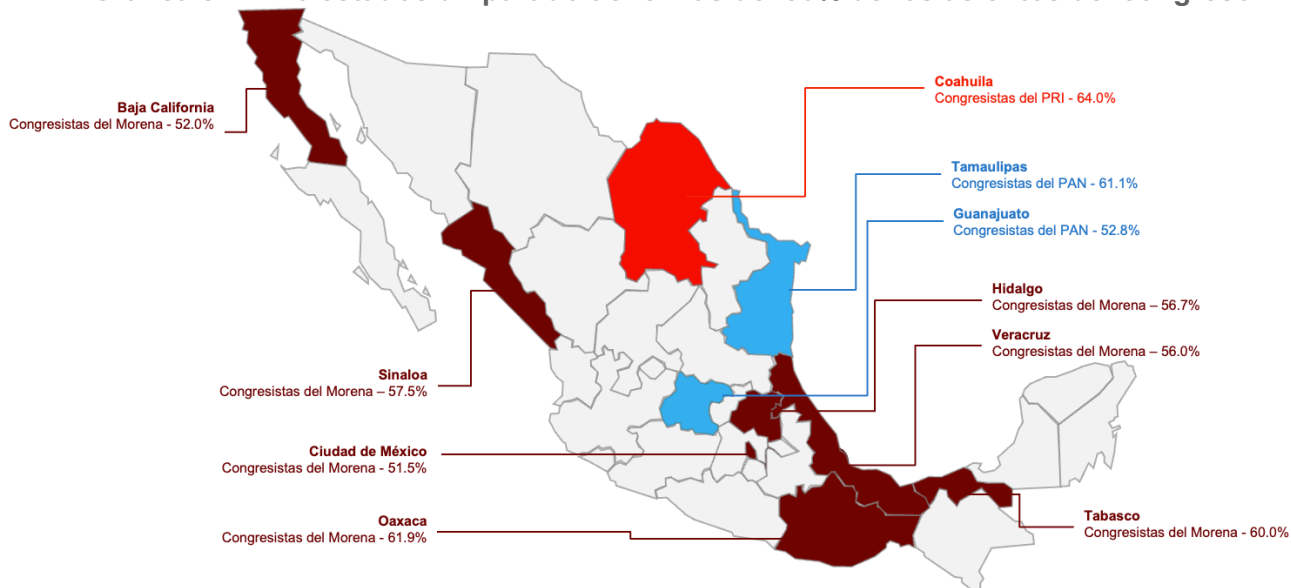 Baja California
Congresistas del Morena - 52.0%
Coahuila
Congresistas del PRI - 64.0%
Tamaulipas
Congresistas del PAN - 61.1%
Guanajuato
Congresistas del PAN - 52.8%
Hidalgo
Congresistas del Morena – 56.7%
Veracruz
Congresistas del Morena – 56.0%
Sinaloa
Congresistas del Morena – 57.5%
Ciudad de México
Congresistas del Morena - 51.5%
Oaxaca
Congresistas del Morena - 61.9%
Tabasco
Congresistas del Morena - 60.0%